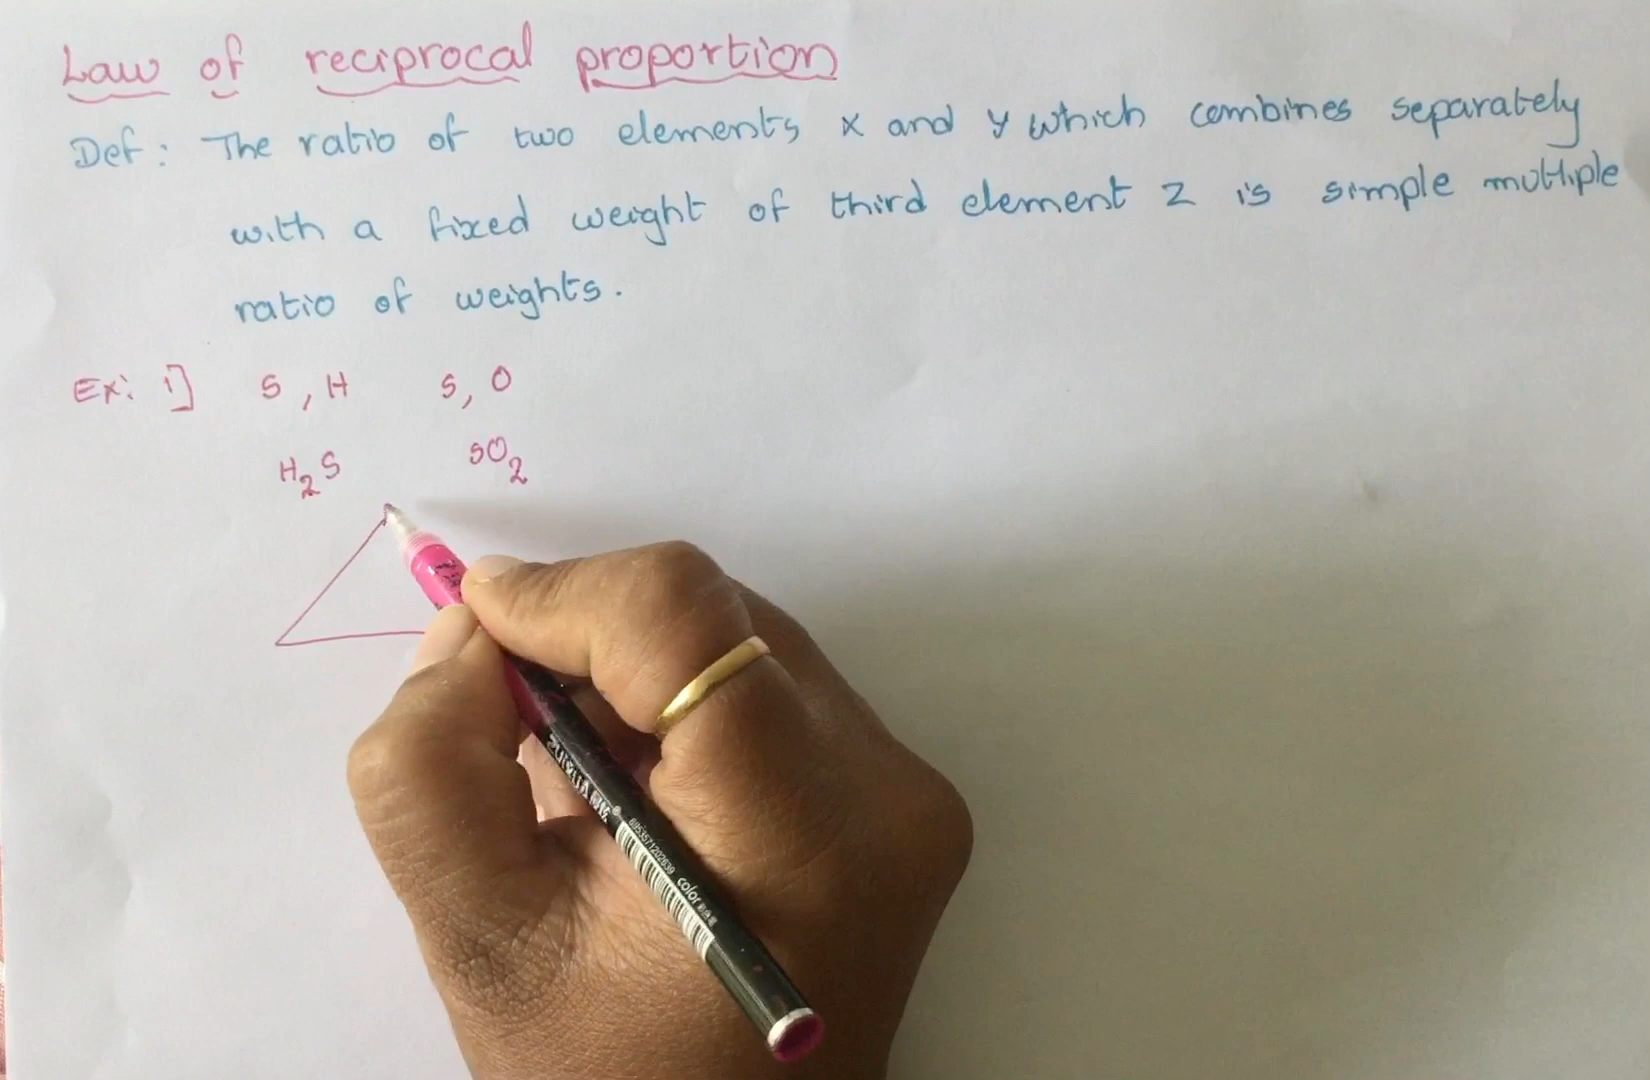 Law of reciprocal proportion
Def: The ratio of two elements x and y which combines separately
with a fixed weight of third element Z is simple multiple
ratio of weights.
Ex: 1] S, H S, O
H2S SO2
color